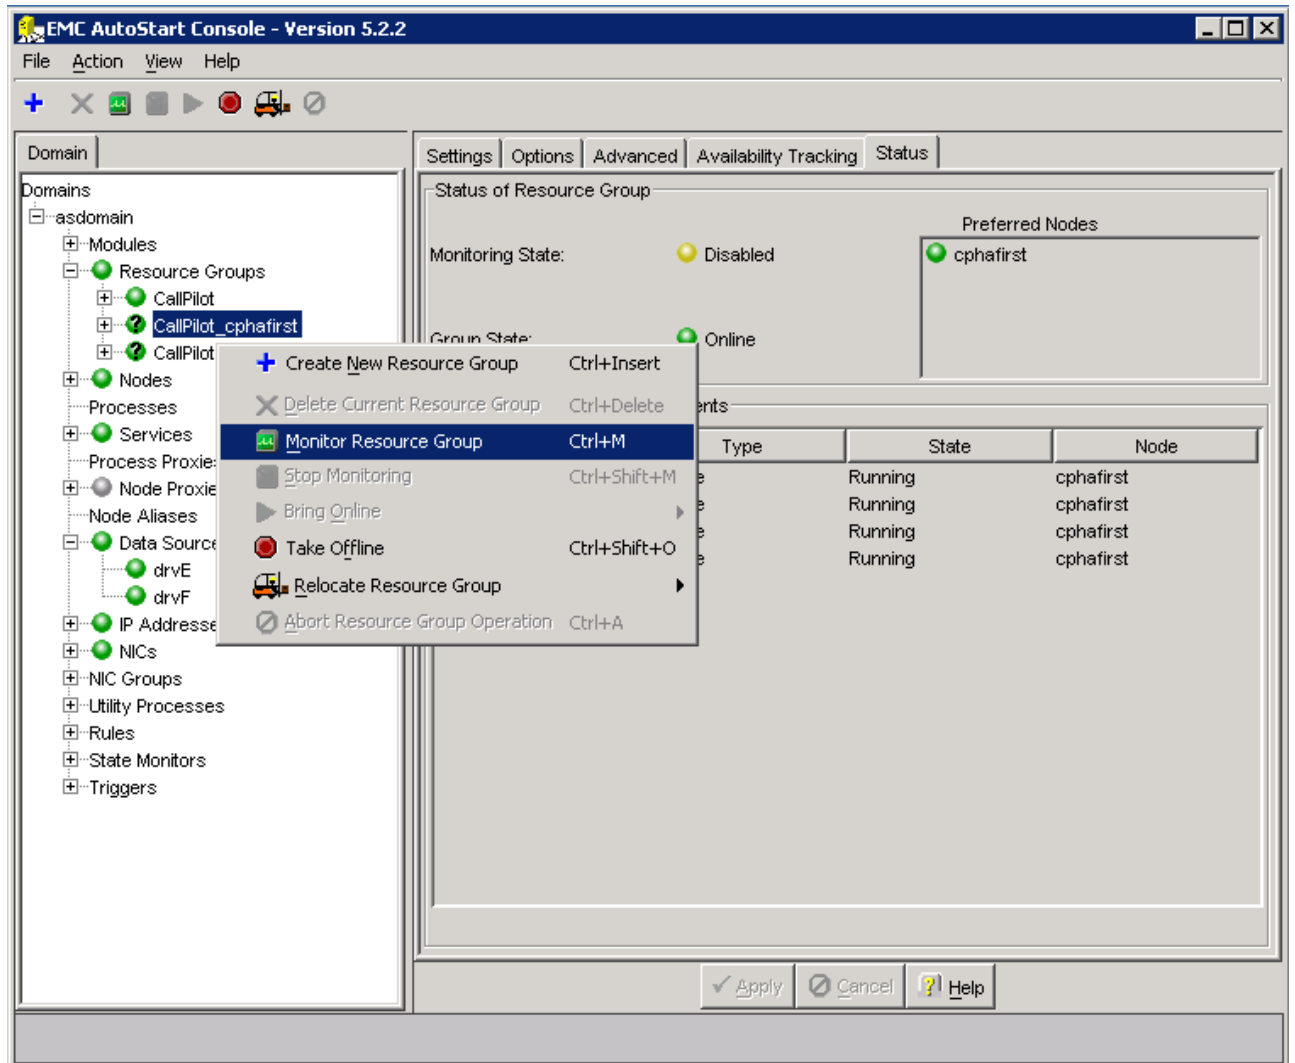 EMC AutoStart Console - Version 5.2.2
File Action View Help
Domain
Domains
asdomain
Modules
Resource Groups
CallPilot
CallPilot_cphafirst
CallPilot
Nodes
Processes
Services
Process Proxie
Node Proxie
Node Aliases
Data Source
drvE
drvF
IP Addresse
NICs
NIC Groups
Utility Processes
Rules
State Monitors
Triggers
Create New Resource Group Ctrl+Insert
Delete Current Resource Group Ctrl+Delete
Monitor Resource Group Ctrl+M
Stop Monitoring Ctrl+Shift+M
Bring Online
Take Offline Ctrl+Shift+O
Relocate Resource Group
Abort Resource Group Operation Ctrl+A
Settings Options Advanced Availability Tracking Status
Status of Resource Group
Preferred Nodes
Monitoring State: Disabled
cphafirst
Group State: Online
Type State Node
Running cphafirst
Running cphafirst
Running cphafirst
Running cphafirst
Apply Cancel Help